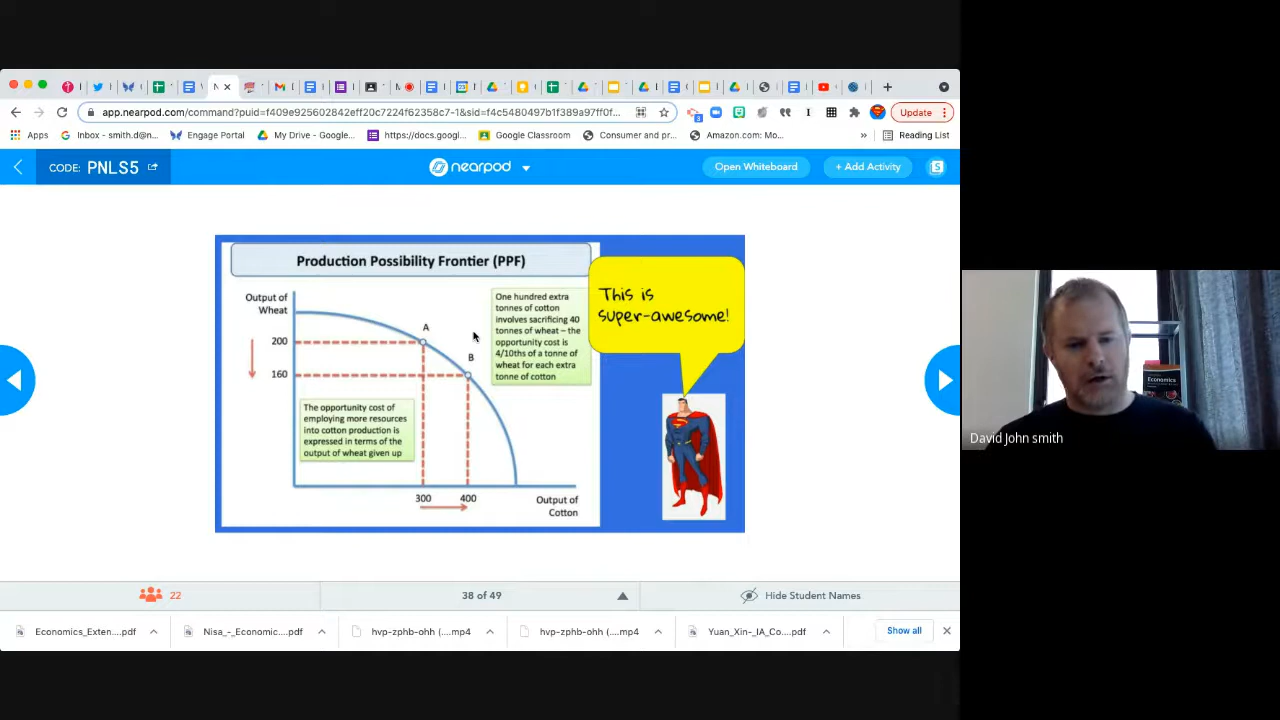 app.nearpod.com/command?puid=f409e925602842eff20c7224f62358c7-1&sid=f4c5480497b1f389a97ff0f...
Update
Apps
Inbox - smith.d@n...
Engage Portal
My Drive - Google...
https://docs.googl...
Google Classroom
Consumer and pr...
Amazon.com: Mo...
»
Reading List
CODE: PNLS5
nearpod
Open Whiteboard
+ Add Activity
S
Production Possibility Frontier (PPF)
Output of
Wheat
200
160
A
B
One hundred extra
tonnes of cotton
involves sacrificing 40
tonnes of wheat – the
opportunity cost is
4/10ths of a tonne of
wheat for each extra
tonne of cotton
The opportunity cost of
employing more resources
into cotton production is
expressed in terms of the
output of wheat given up
300
400
Output of
Cotton
This is
super-awesome!
Economics
David John smith
22
38 of 49
Hide Student Names
Economics_Exten....pdf
Nisa_-_Economic....pdf
hvp-zphb-ohh (....mp4
hvp-zphb-ohh (....mp4
Yuan_Xin-_IA_Co....pdf
Show all